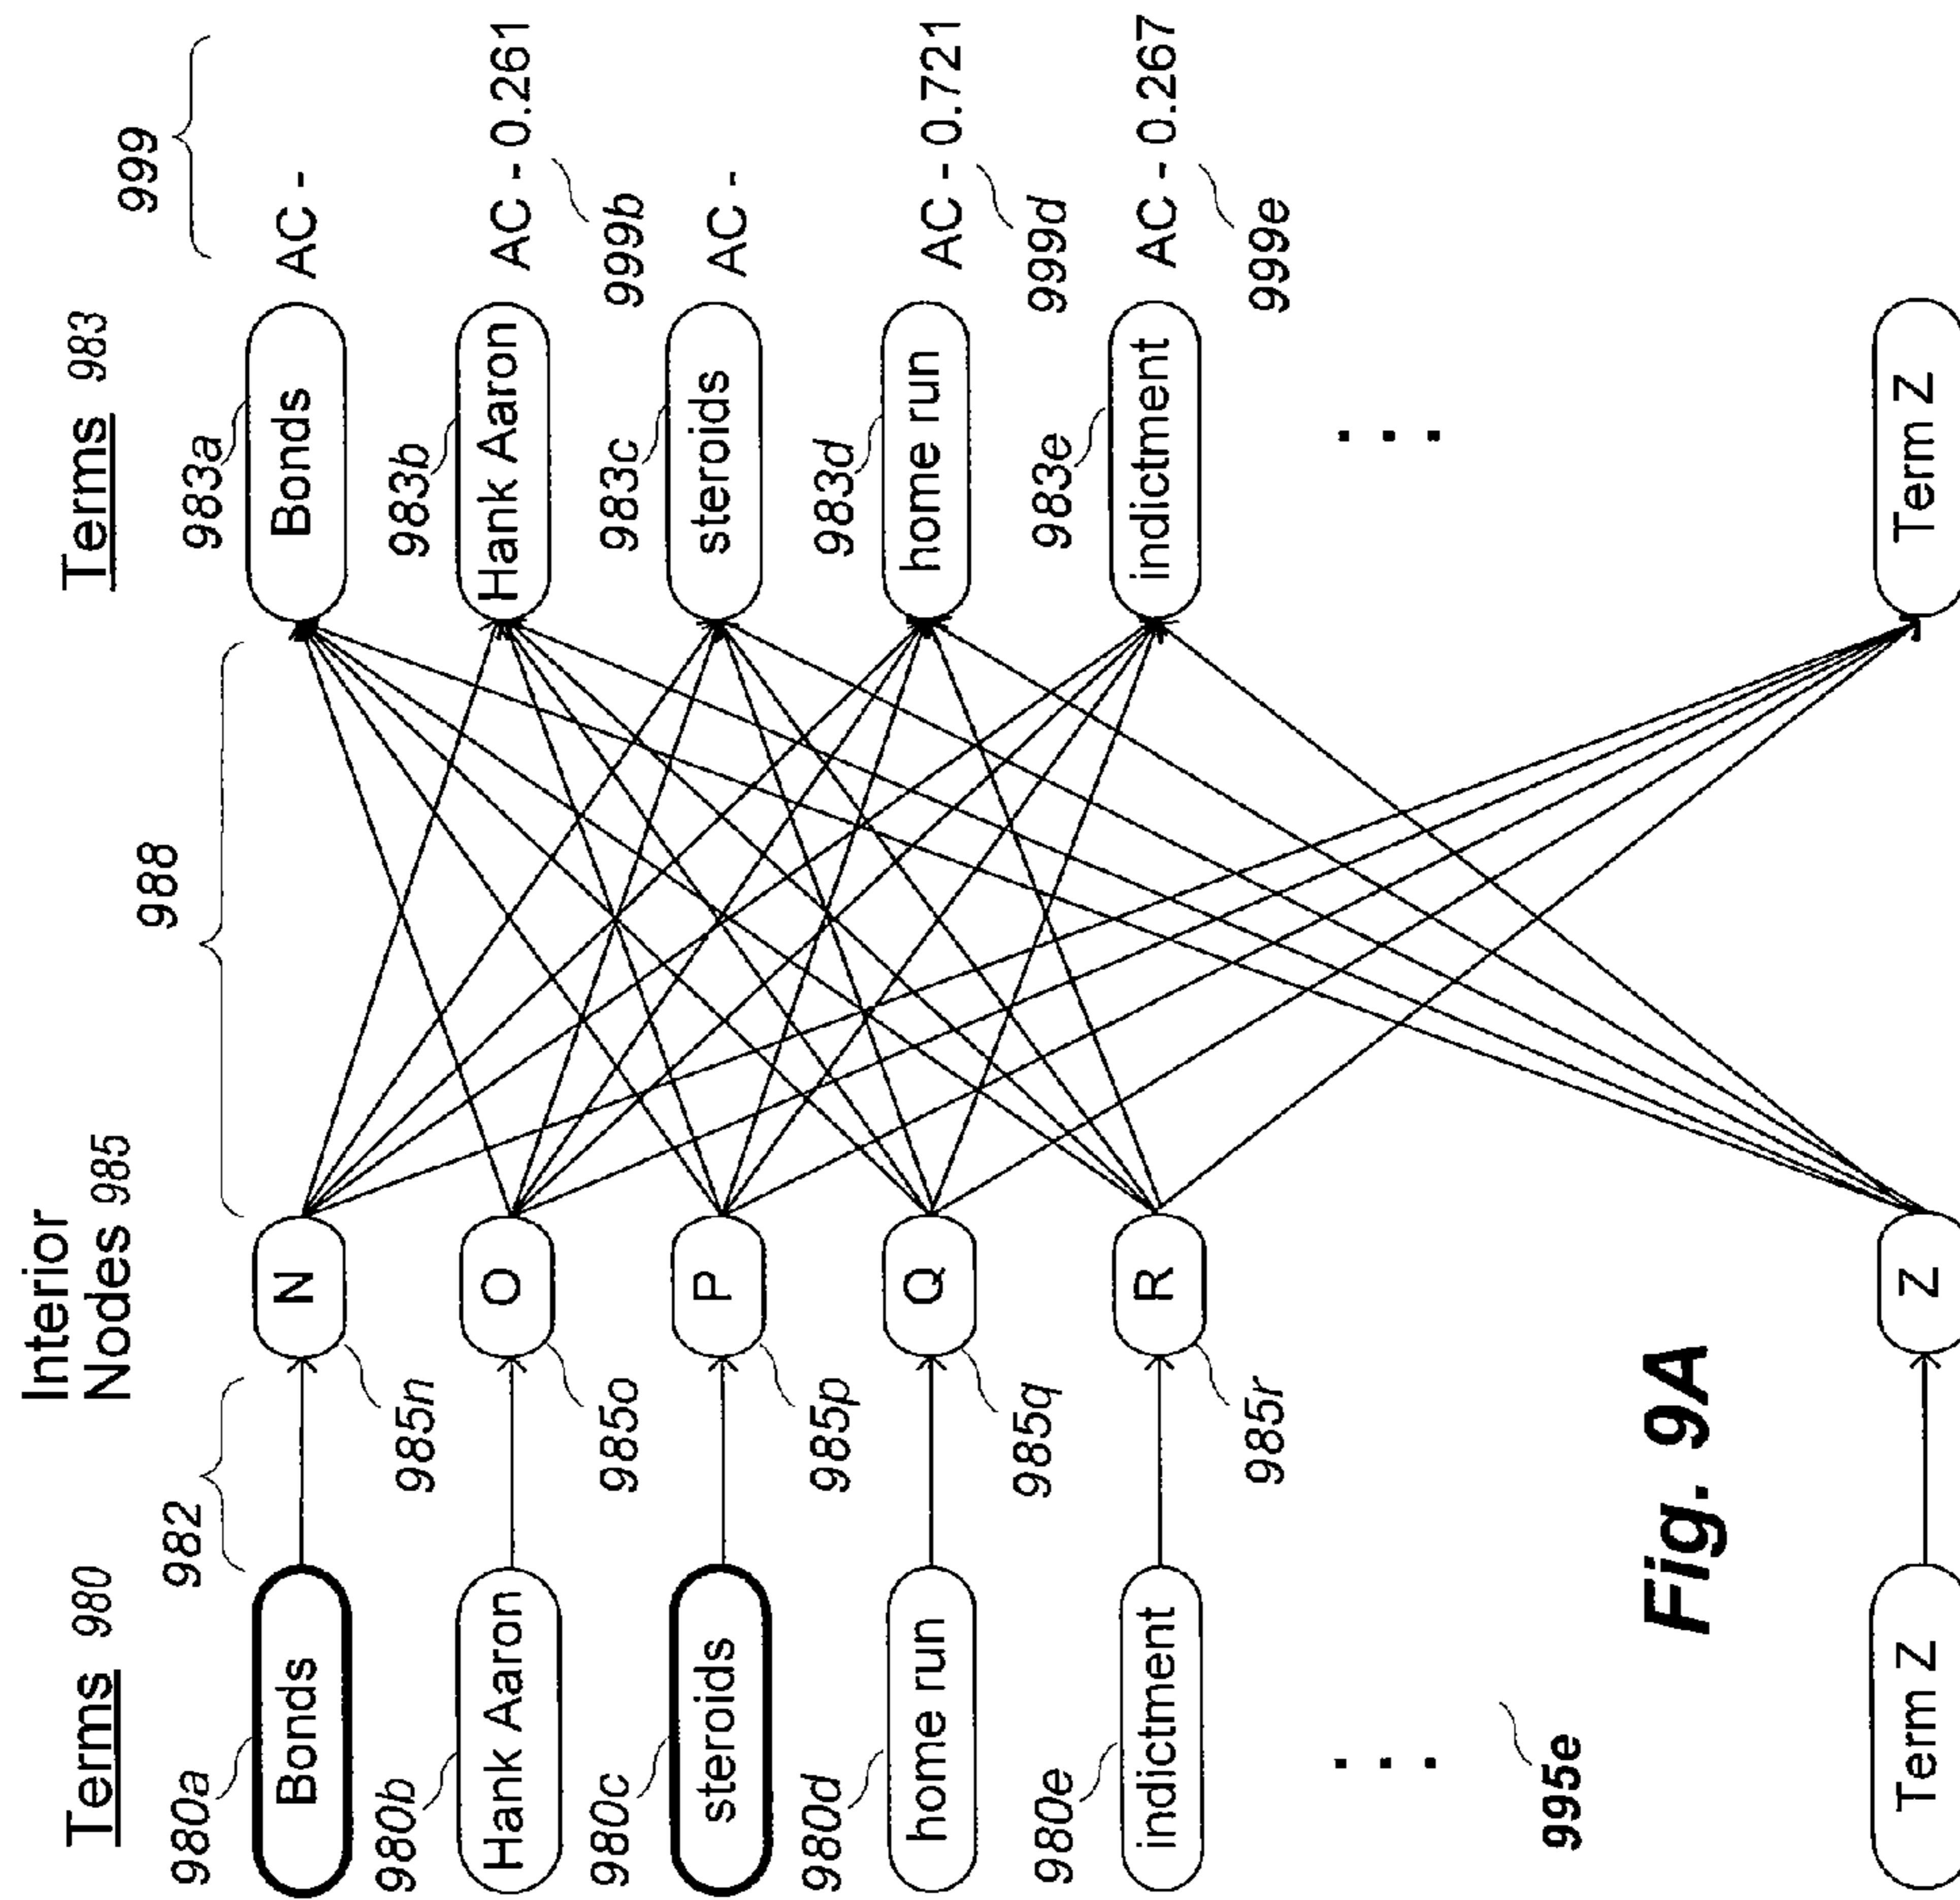 Terms 980
Interior
Nodes 985
Terms 983
982
988
999
980a
Bonds
N
985n
983a
Bonds
AC -
980b
Hank Aaron
O
985o
983b
Hank Aaron
AC - 0.261
999b
980c
steroids
P
985p
983c
steroids
AC -
980d
home run
Q
985q
983d
home run
AC - 0.721
999d
980e
indictment
R
985r
983e
indictment
AC - 0.267
999e
. . .
. . .
995e
Fig. 9A
Term Z
Z
Term Z